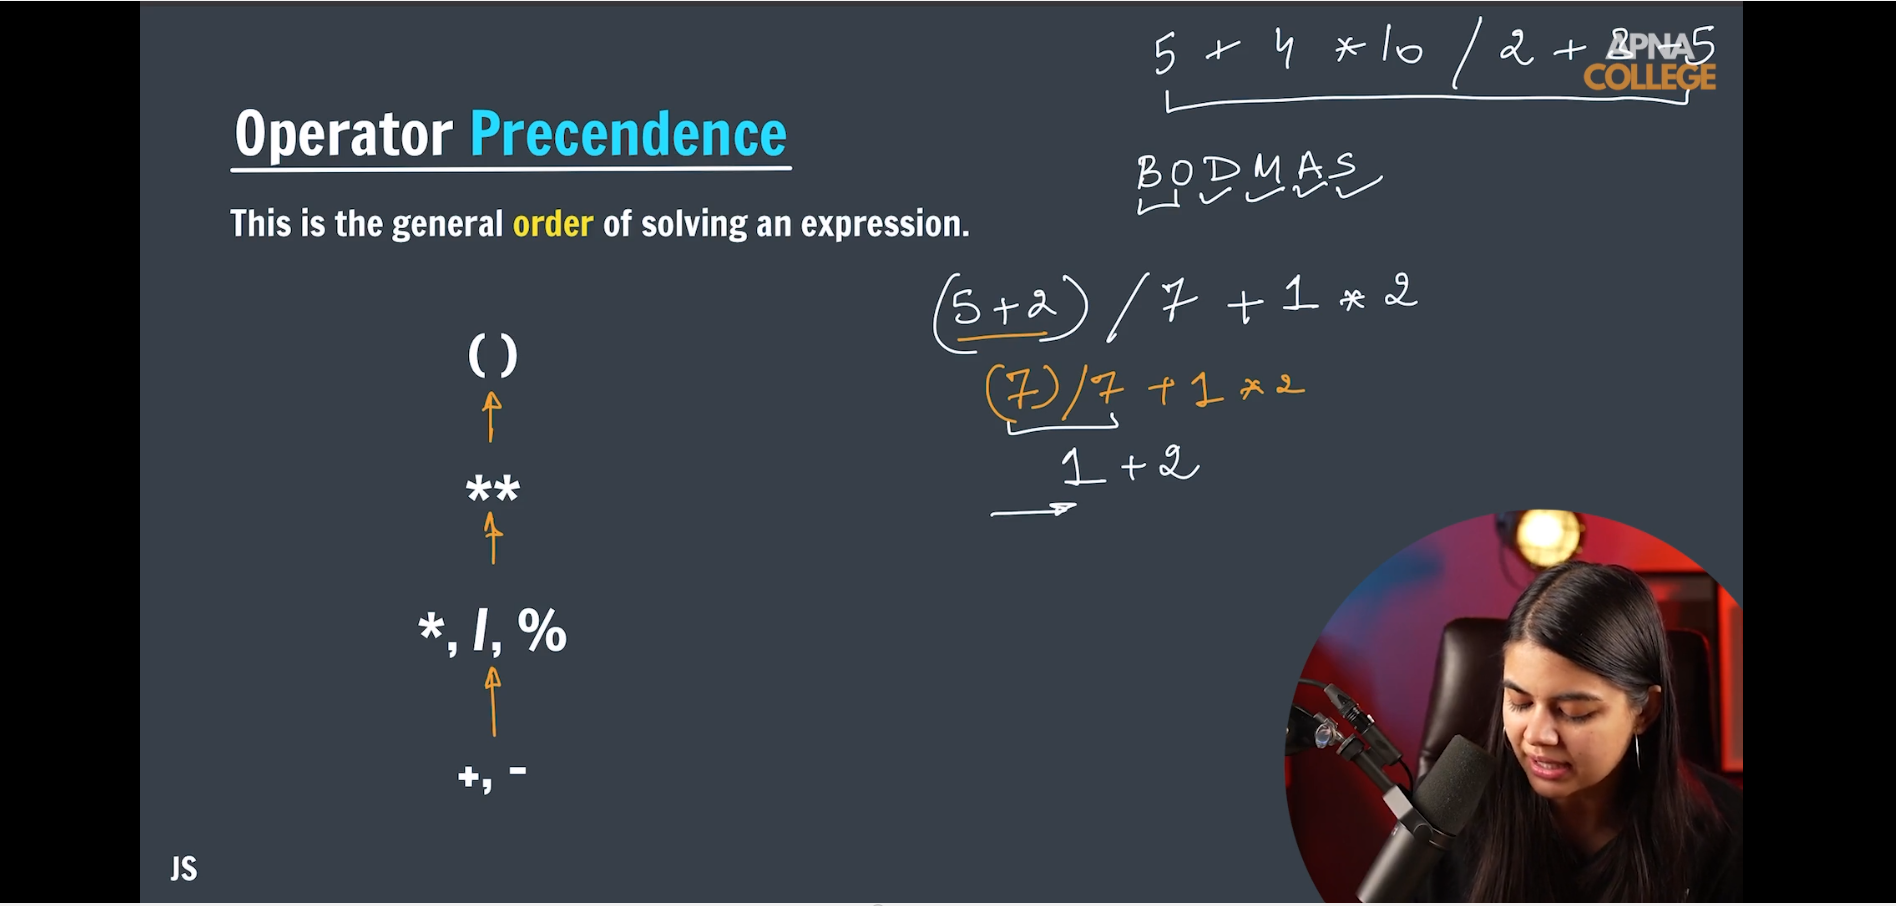 5 + 4 * 10 / 2 + 8 - 5
APNA
COLLEGE
Operator Precendence
BODMAS
This is the general order of solving an expression.
(5+2) / 7 + 1 * 2
( )
(7) / 7 + 1 * 2
1 + 2
**
*, /, %
+, -
JS